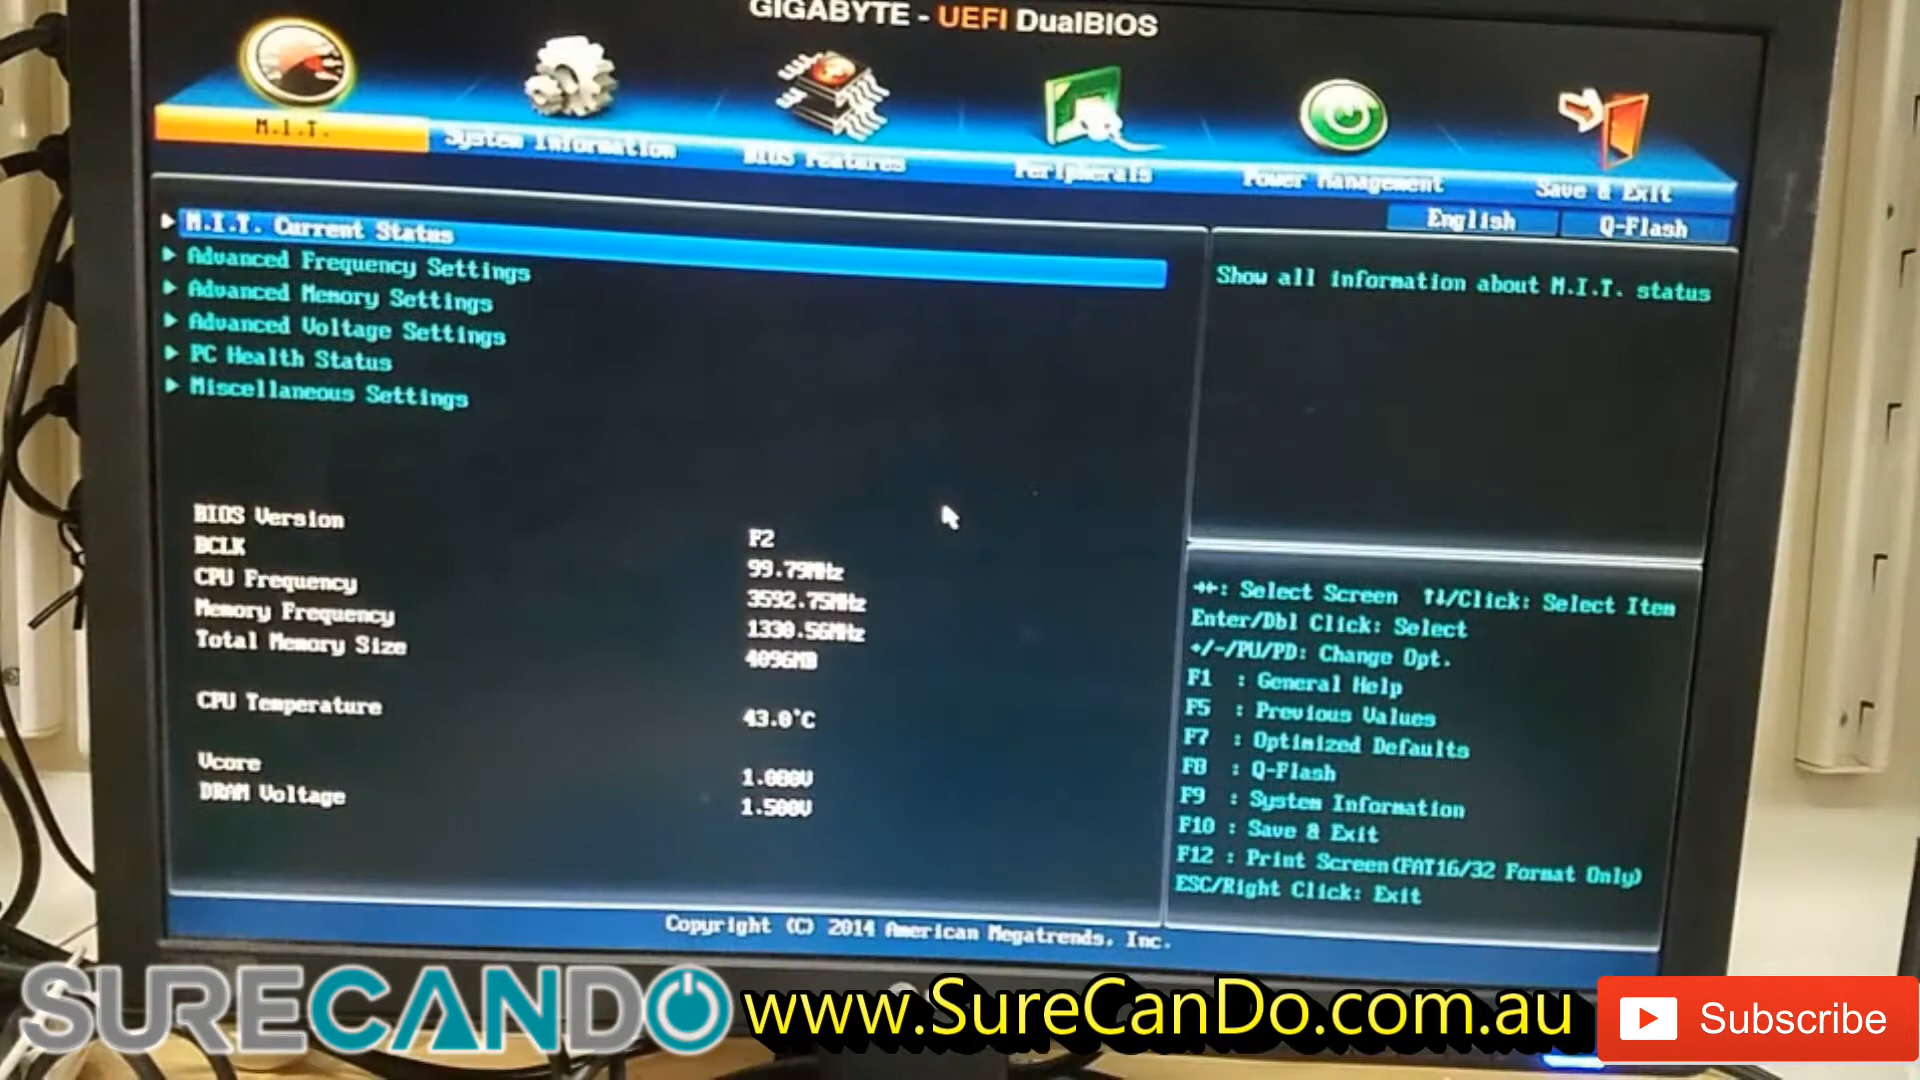 GIGABYTE - UEFI DualBIOS
M.I.T.
System Information
BIOS Features
Peripherals
Power Management
Save & Exit
English
Q-Flash
M.I.T. Current Status
Advanced Frequency Settings
Advanced Memory Settings
Advanced Voltage Settings
PC Health Status
Miscellaneous Settings
Show all information about M.I.T. status
BIOS Version F2
BCLK 99.79MHz
CPU Frequency 3592.75MHz
Memory Frequency 1330.56MHz
Total Memory Size 4096MB
CPU Temperature 43.0°C
Vcore 1.080V
DRAM Voltage 1.500V
→←: Select Screen ↑↓/Click: Select Item
Enter/Dbl Click: Select
+/-/PU/PD: Change Opt.
F1 : General Help
F5 : Previous Values
F7 : Optimized Defaults
F8 : Q-Flash
F9 : System Information
F10 : Save & Exit
F12 : Print Screen(FAT16/32 Format Only)
ESC/Right Click: Exit
Copyright (C) 2014 American Megatrends, Inc.
SURECANDO
www.SureCanDo.com.au
Subscribe